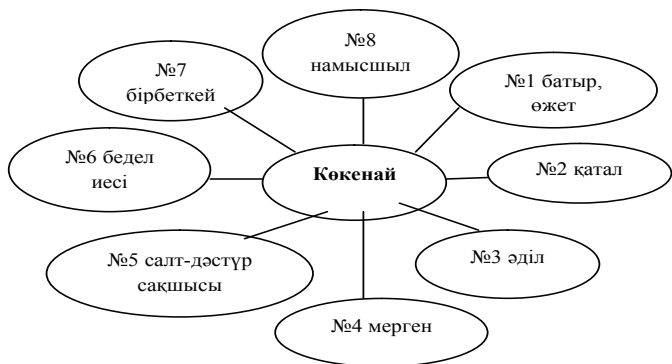 №8
намысшыл
№1 батыр,
өжет
№2 қатал
№3 әділ
№4 мерген
№5 салт-дәстүр
сақшысы
№6 бедел
иесі
№7
бірбеткей
Көкенай